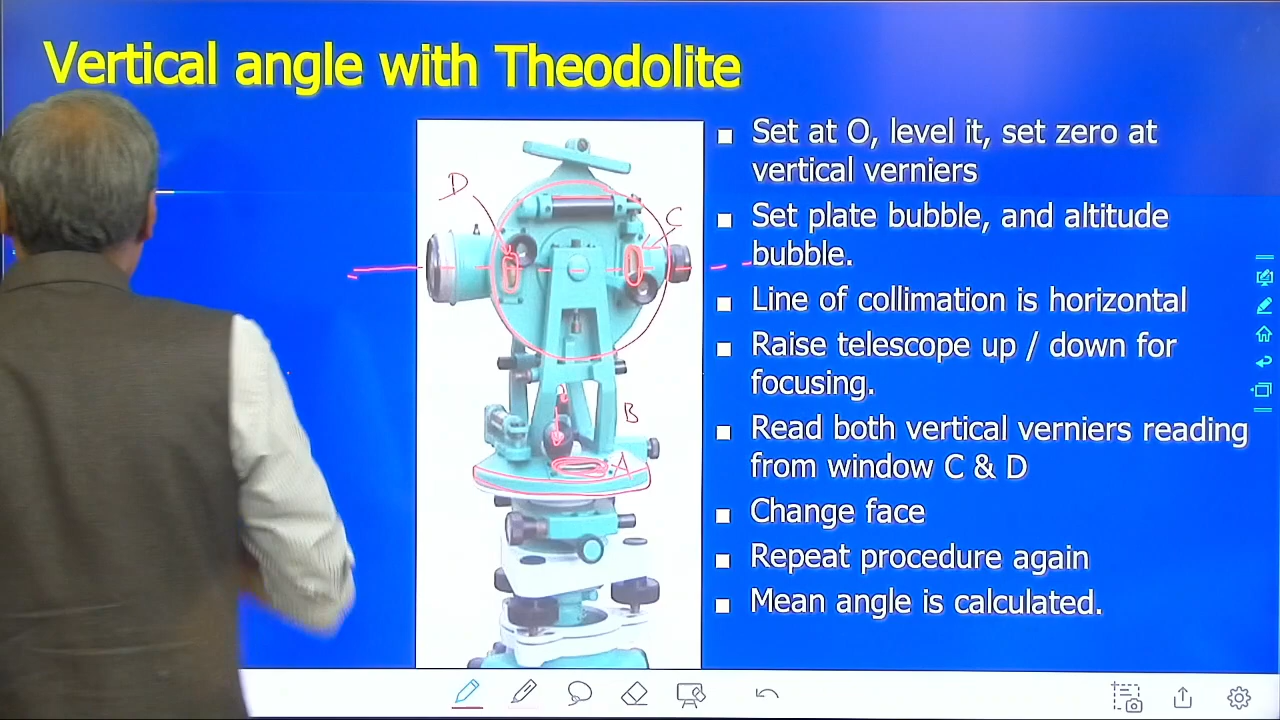 Vertical angle with Theodolite
D
C
B
A
■ Set at O, level it, set zero at
vertical verniers
■ Set plate bubble, and altitude
bubble.
■ Line of collimation is horizontal
■ Raise telescope up / down for
focusing.
■ Read both vertical verniers reading
from window C & D
■ Change face
■ Repeat procedure again
■ Mean angle is calculated.